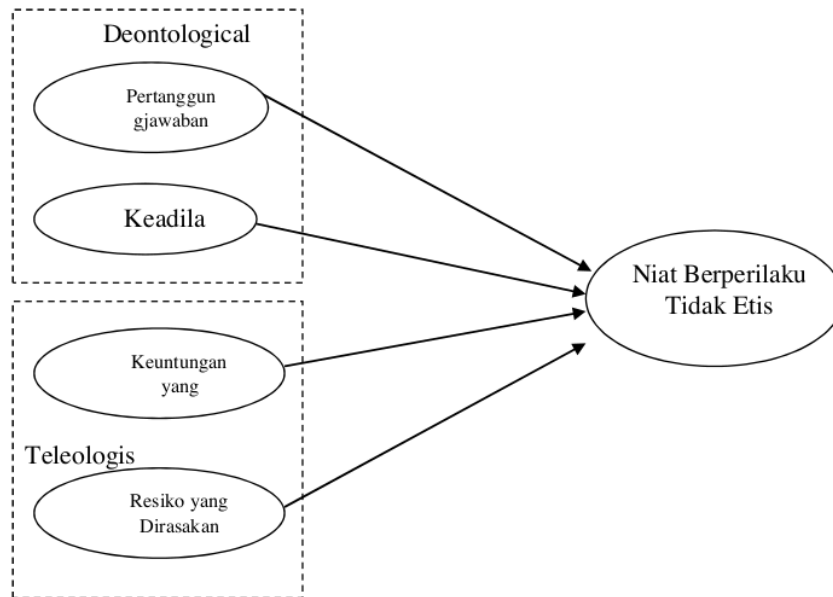 Deontological
Pertanggun
gjawaban
Keadila
Keuntungan
yang
Teleologis
Resiko yang
Dirasakan
Niat Berperilaku
Tidak Etis